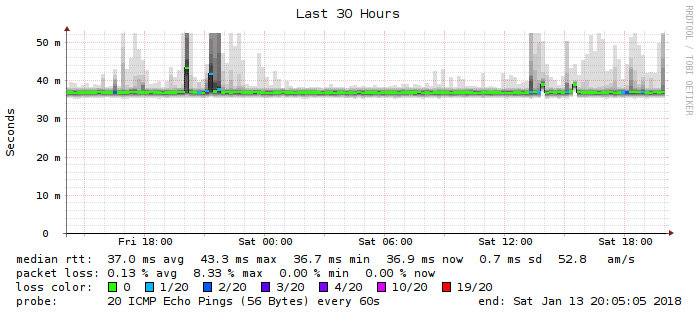 Last 30 Hours
RRDTOOL / TOBI OETIKER
Seconds
50 m
40 m
30 m
20 m
10 m
0
Fri 18:00 Sat 00:00 Sat 06:00 Sat 12:00 Sat 18:00
median rtt: 37.0 ms avg 43.3 ms max 36.7 ms min 36.9 ms now 0.7 ms sd 52.8 am/s
packet loss: 0.13 % avg 8.33 % max 0.00 % min 0.00 % now
loss color: 0 1/20 2/20 3/20 4/20 10/20 19/20
probe: 20 ICMP Echo Pings (56 Bytes) every 60s end: Sat Jan 13 20:05:05 2018